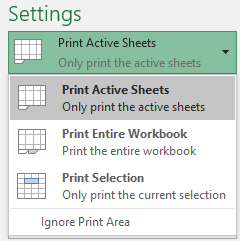 Settings
Print Active Sheets
Only print the active sheets
Print Active Sheets
Only print the active sheets
Print Entire Workbook
Print the entire workbook
Print Selection
Only print the current selection
Ignore Print Area